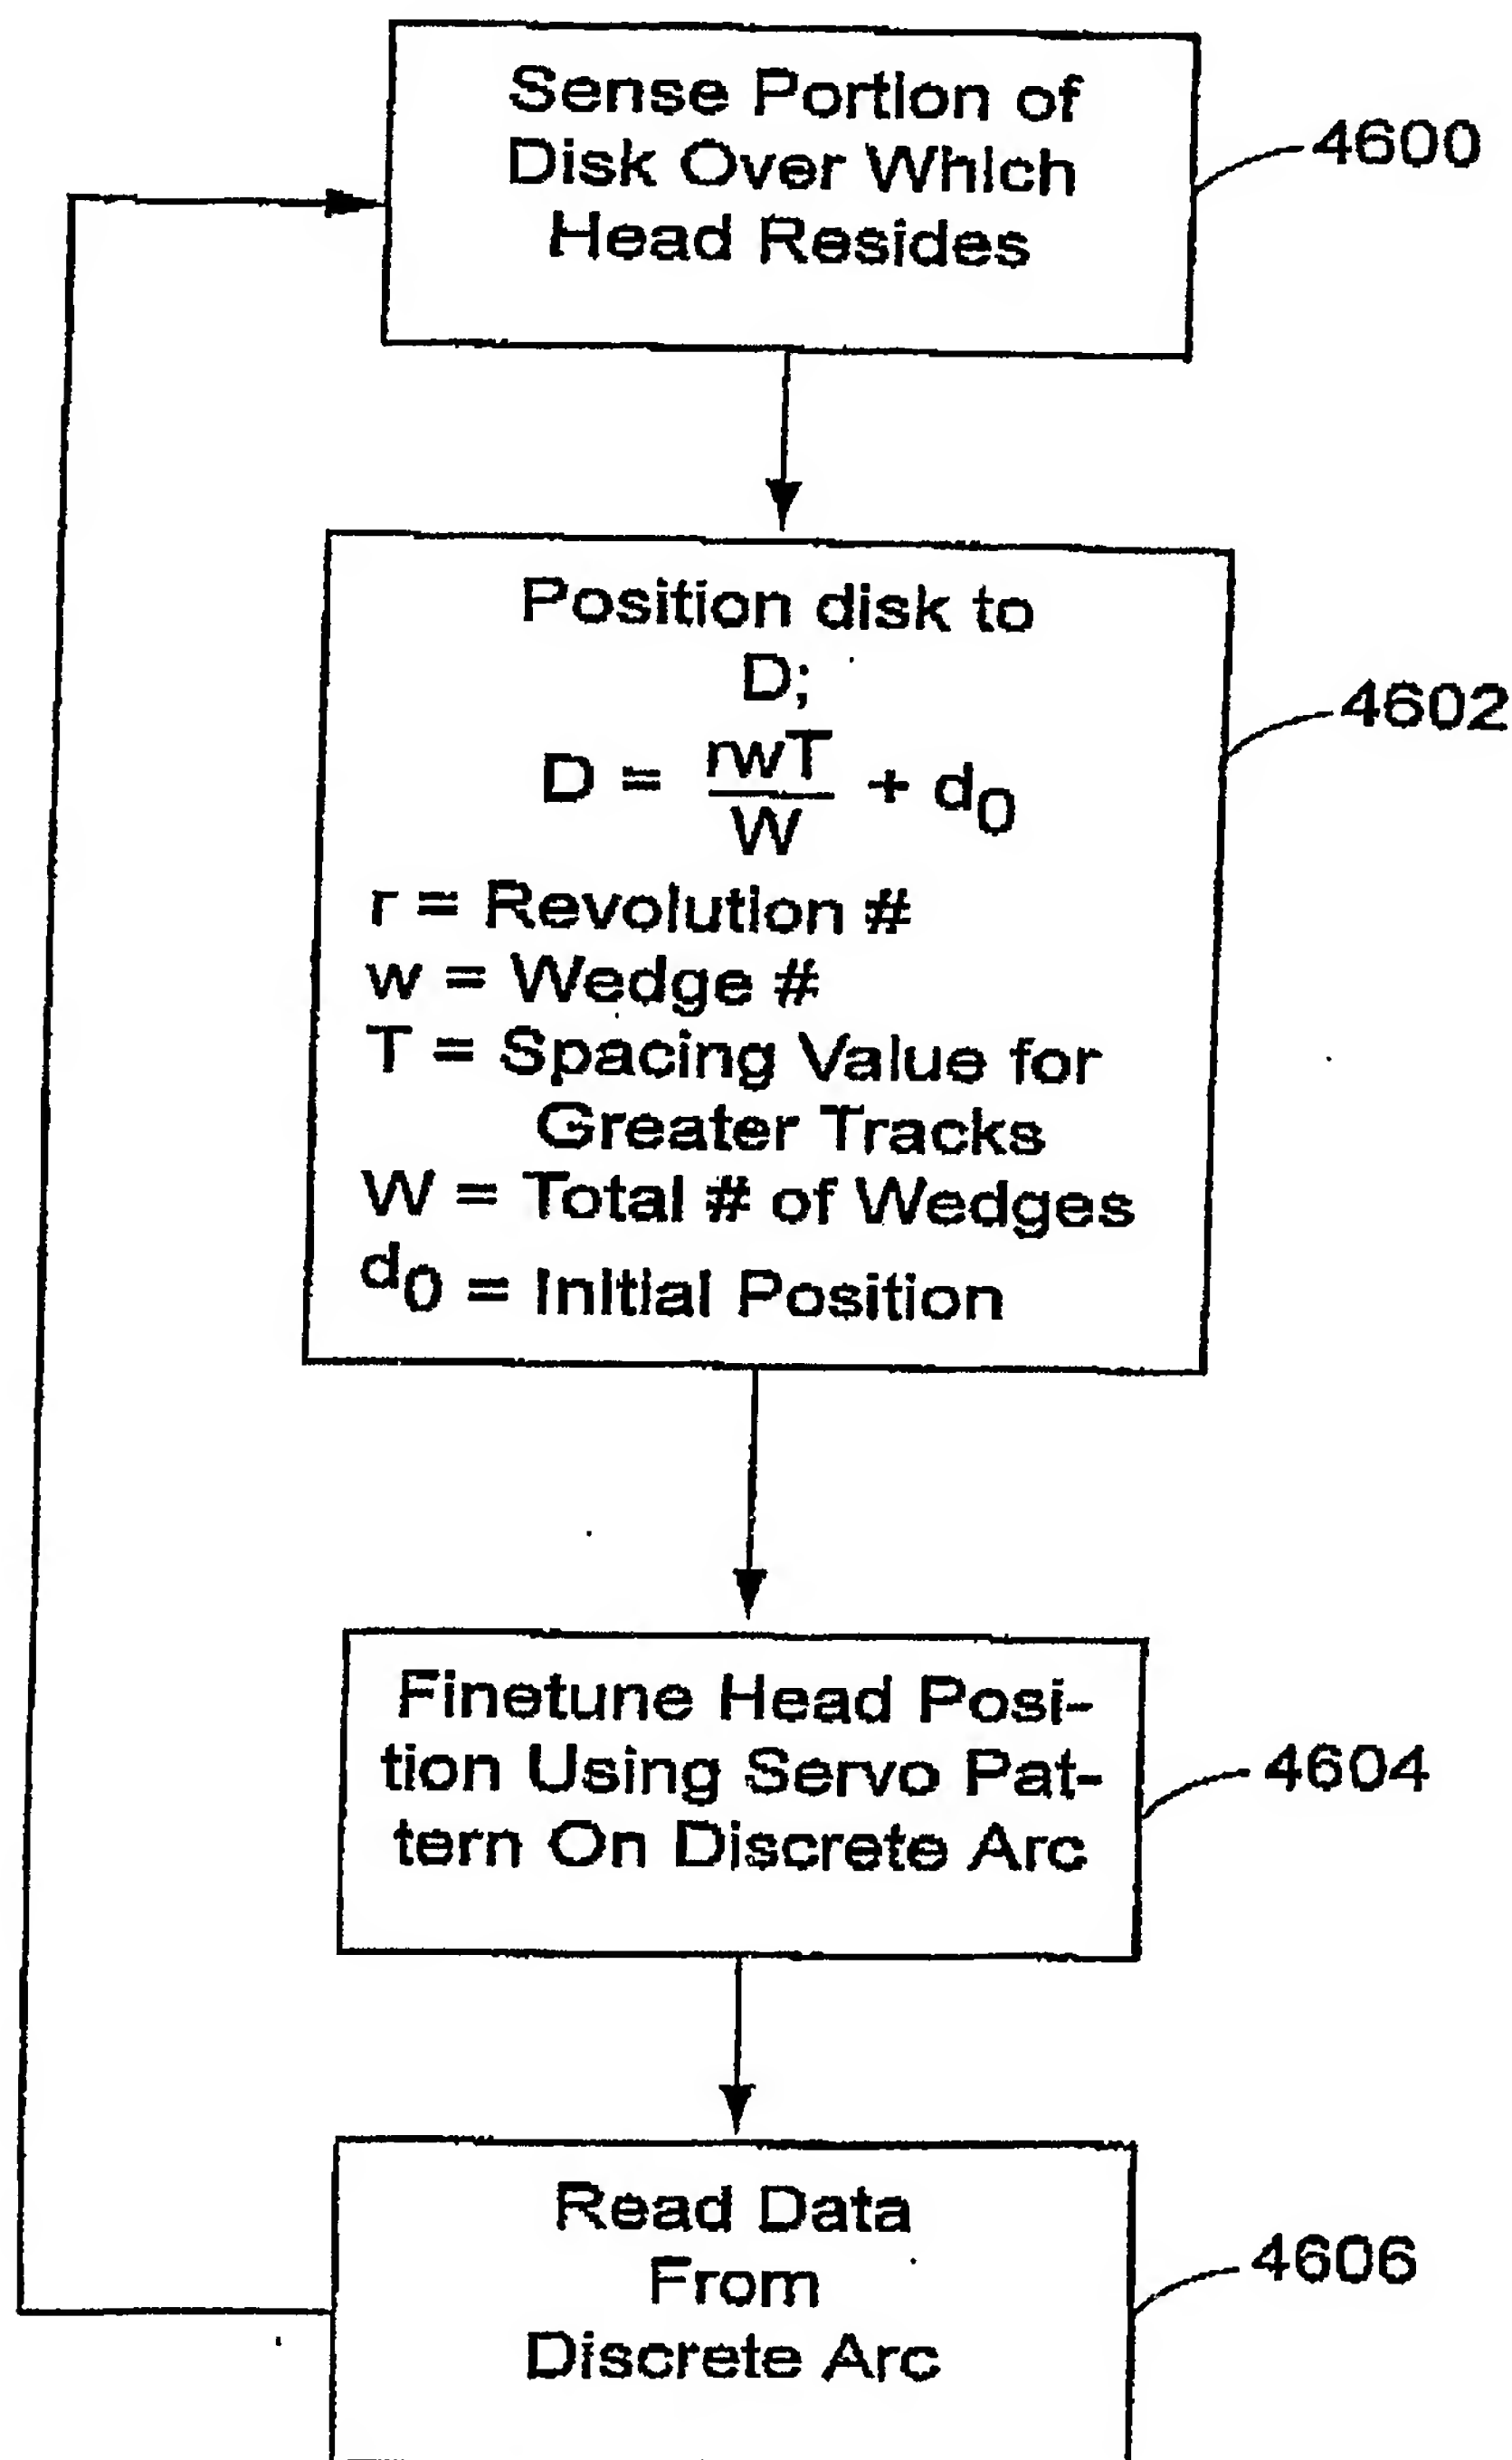 Sense Portion of
Disk Over Which
Head Resides
4600
Position disk to
D;
D = rwT/W + d0
4602
r = Revolution #
w = Wedge #
T = Spacing Value for
Greater Tracks
W = Total # of Wedges
d0 = Initial Position
Finetune Head Posi-
tion Using Servo Pat-
tern On Discrete Arc
4604
Read Data
From
Discrete Arc
4606